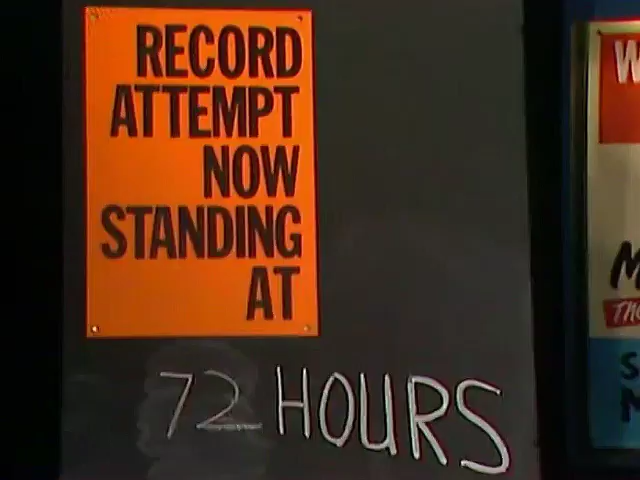 RECORD
ATTEMPT
NOW
STANDING
AT
72 HOURS